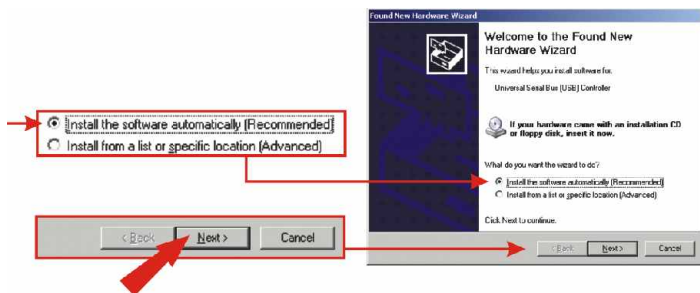 Install the software automatically (Recommended)
Install from a list or specific location (Advanced)
< Back
Next >
Cancel
Found New Hardware Wizard
Welcome to the Found New
Hardware Wizard
This wizard helps you install software for:
Universal Serial Bus (USB) Controller
If your hardware came with an installation CD
or floppy disk, insert it now.
What do you want the wizard to do?
Install the software automatically (Recommended)
Install from a list or specific location (Advanced)
Click Next to continue.
< Back
Next >
Cancel